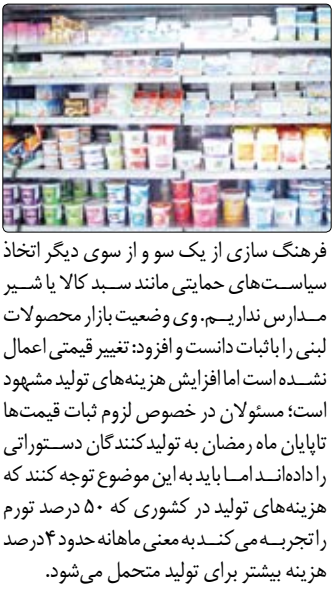 فرهنگ سازی از یک سو و از سوی دیگر اتخاذ
سیاست‌های حمایتی مانند سبد کالا یا شیر
مدارس نداریم. وی وضعیت بازار محصولات
لبنی را باثبات دانست و افزود: تغییر قیمتی اعمال
نشده است اما افزایش هزینه‌های تولید مشهود
است؛ مسئولان در خصوص لزوم ثبات قیمت‌ها
تاپایان ماه رمضان به تولیدکنندگان دستوراتی
را داده‌اند اما باید به این موضوع توجه کنند که
هزینه‌های تولید در کشوری که ۵۰ درصد تورم
را تجربه می‌کند به معنی ماهانه حدود ۴درصد
هزینه بیشتر برای تولید متحمل می‌شود.